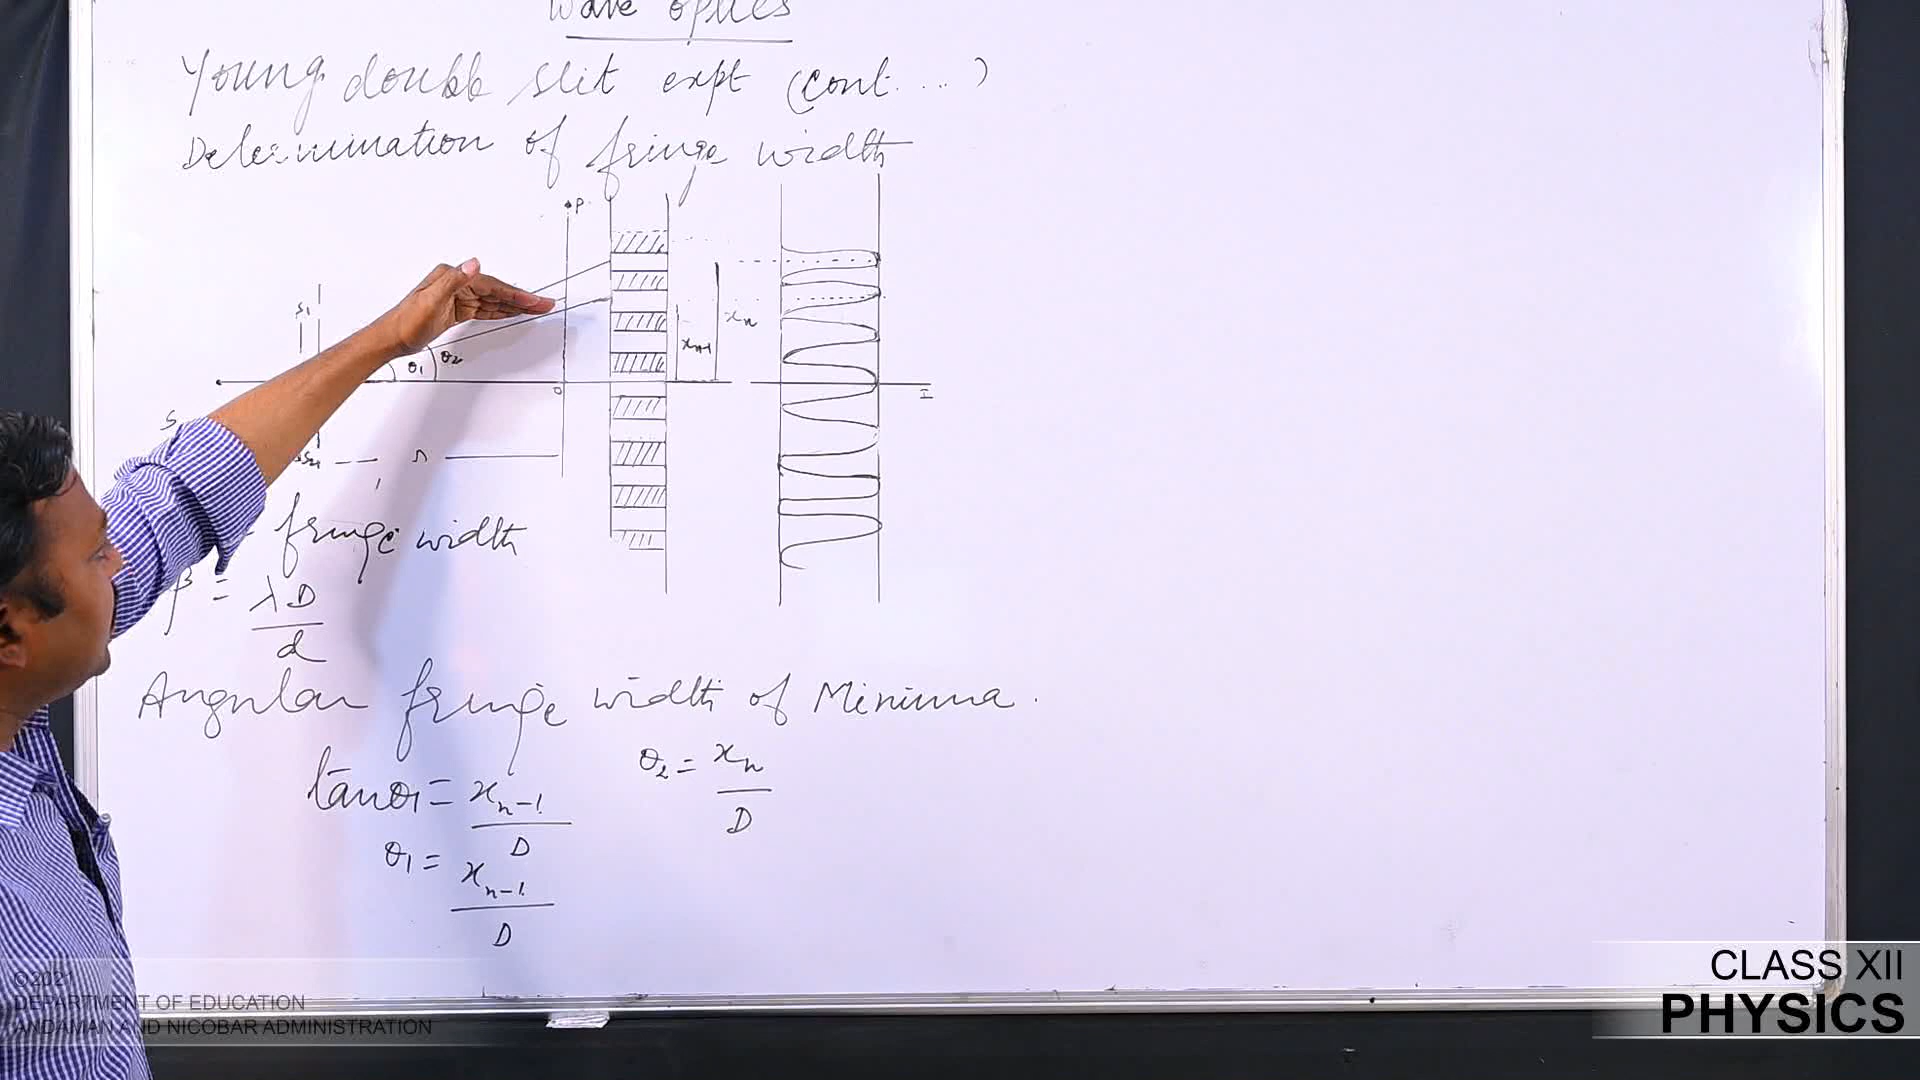 Wave optics
Young double slit expt (cont....)
Determination of fringe width
P
S1
xn
xn-1
θ1 θ2
O
I
S
S2
D
fringe width
β = λD/d
Angular fringe width of Minima.
tanθ1 = xn-1/D
θ2 = xn/D
θ1 = xn-1/D
©2021
DEPARTMENT OF EDUCATION
ANDAMAN AND NICOBAR ADMINISTRATION
CLASS XII
PHYSICS